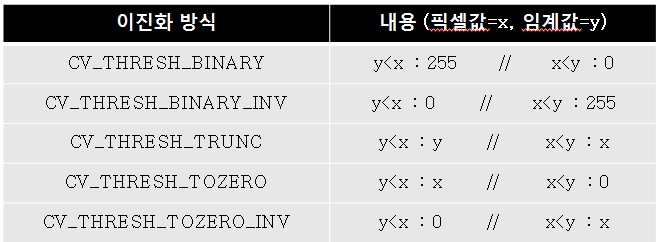 이진화 방식 내용 (픽셀값=x, 임계값=y)
CV_THRESH_BINARY y<x : 255 // x<y : 0
CV_THRESH_BINARY_INV y<x : 0 // x<y : 255
CV_THRESH_TRUNC y<x : y // x<y : x
CV_THRESH_TOZERO y<x : x // x<y : 0
CV_THRESH_TOZERO_INV y<x : 0 // x<y : x